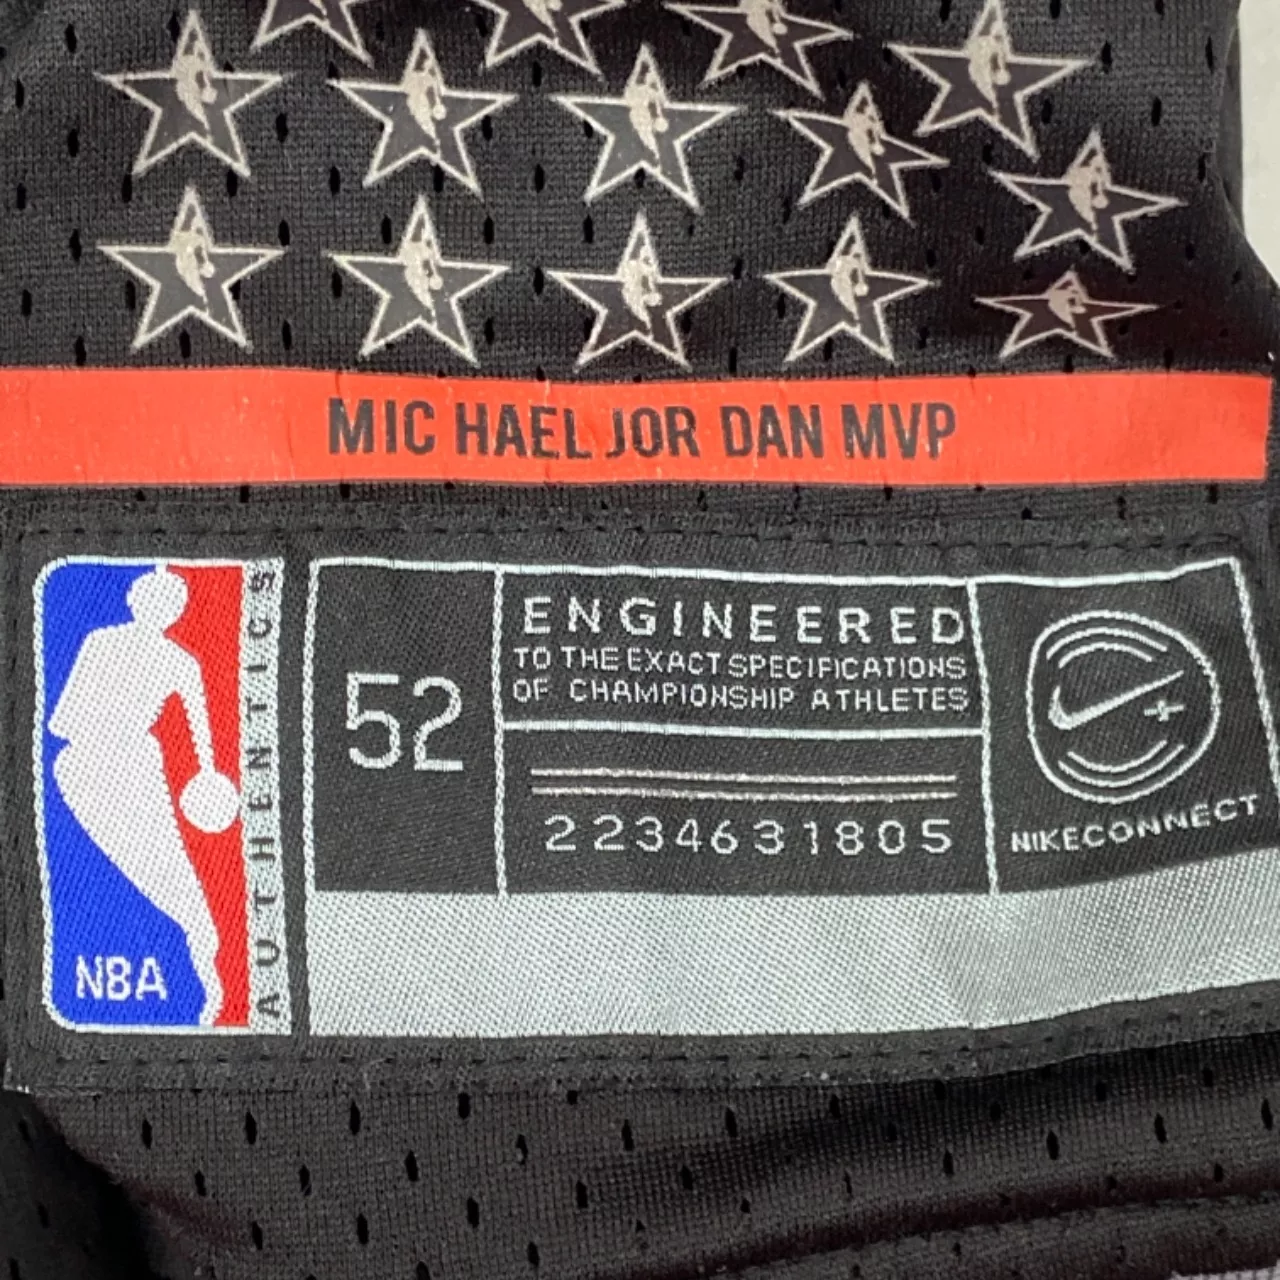 MIC HAEL JOR DAN MVP
NBA
AUTHENTICS
52
ENGINEERED
TO THE EXACT SPECIFICATIONS
OF CHAMPIONSHIP ATHLETES
2234631805
NIKECONNECT